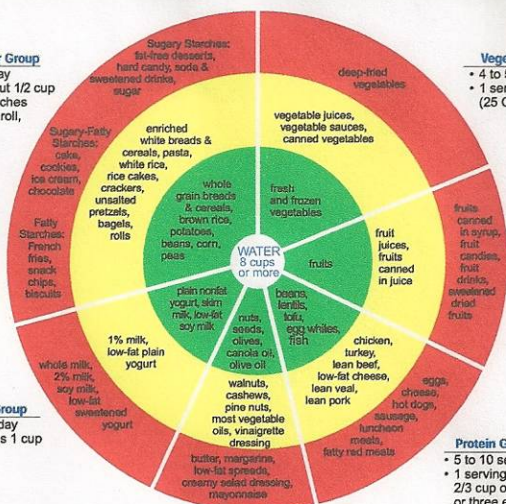 r Group
ay
ut 1/2 cup
ches
roll,
Sugary Starches:
fat-free desserts,
hard candy, soda &
sweetened drinks,
sugar
Sugary-Fatty
Starches:
cake,
cookies,
ice cream,
chocolate
Fatty
Starches:
French
fries,
snack
chips,
biscuits
enriched
white breads &
cereals, pasta,
white rice,
rice cakes,
crackers,
unsalted
pretzels,
bagels,
rolls
whole
grain breads
& cereals,
brown rice,
potatoes,
beans, corn,
peas
Vege
• 4 to 5
• 1 ser
(25 C
deep-fried
vegetables
vegetable juices,
vegetable sauces,
canned vegetables
fresh
and frozen
vegetables
fruits
canned
in syrup,
fruit
candies,
fruit
drinks,
sweetened
dried
fruits
fruit
juices,
fruits
canned
in juice
fruits
WATER
8 cups
or more
Group
day
s 1 cup
whole milk,
2% milk,
soy milk,
low-fat
sweetened
yogurt
1% milk,
low-fat plain
yogurt
plain nonfat
yogurt, skim
milk, low-fat
soy milk
nuts,
seeds,
olives,
canola oil,
olive oil
walnuts,
cashews,
pine nuts,
most vegetable
oils, vinaigrette
dressing
butter, margarine,
low-fat spreads,
creamy salad dressing,
mayonnaise
beans,
lentils,
tofu,
egg whites,
fish
chicken,
turkey,
lean beef,
low-fat cheese,
lean veal,
lean pork
eggs,
cheese,
hot dogs,
sausage,
luncheon
meats,
fatty red meats
Protein G
• 5 to 10 se
• 1 serving
2/3 cup o
or three